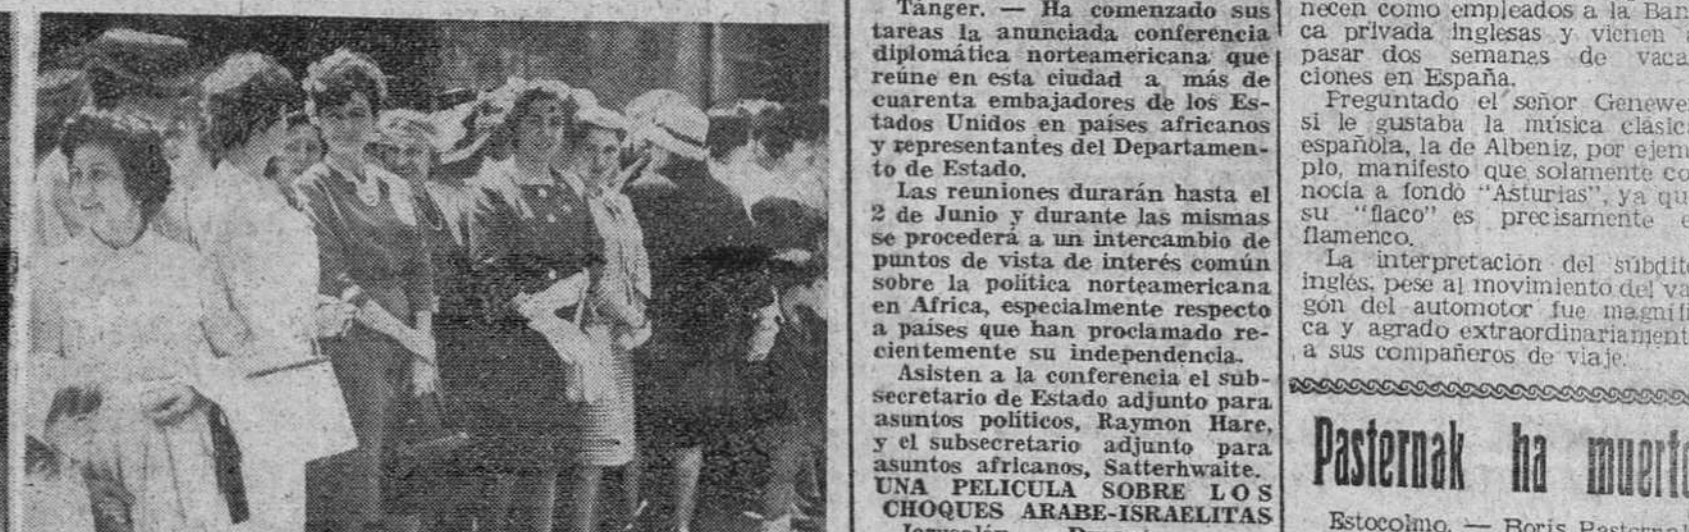 Tánger. — Ha comenzado sus
tareas la anunciada conferencia
diplomática norteamericana que
reúne en esta ciudad a más de
cuarenta embajadores de los Es-
tados Unidos en países africanos
y representantes del Departamen-
to de Estado.
Las reuniones durarán hasta el
2 de Junio y durante las mismas
se procederá a un intercambio de
puntos de vista de interés común
sobre la política norteamericana
en Africa, especialmente respecto
a países que han proclamado re-
cientemente su independencia.
Asisten a la conferencia el sub-
secretario de Estado adjunto para
asuntos políticos, Raymon Hare,
y el subsecretario adjunto para
asuntos africanos, Satterhwaite.
UNA PELICULA SOBRE LOS
CHOQUES ARABE-ISRAELITAS
necen como empleados a la Ban
ca privada inglesas y vienen a
pasar dos semanas de vaca
ciones en España.
Preguntado el señor Genewe
si le gustaba la música clásic
española, la de Albeniz, por ejem
plo, manifesto que solamente co
nocía a fondo "Asturias", ya qu
su "flaco" es precisamente e
flamenco.
La interpretación del súbdit
inglés, pese al movimiento del va
gón del automotor fue magnífi
ca y agrado extraordinariament
a sus compañeros de viaje.
Pasternak ha muerto
Estocolmo. — Boris Pasternak